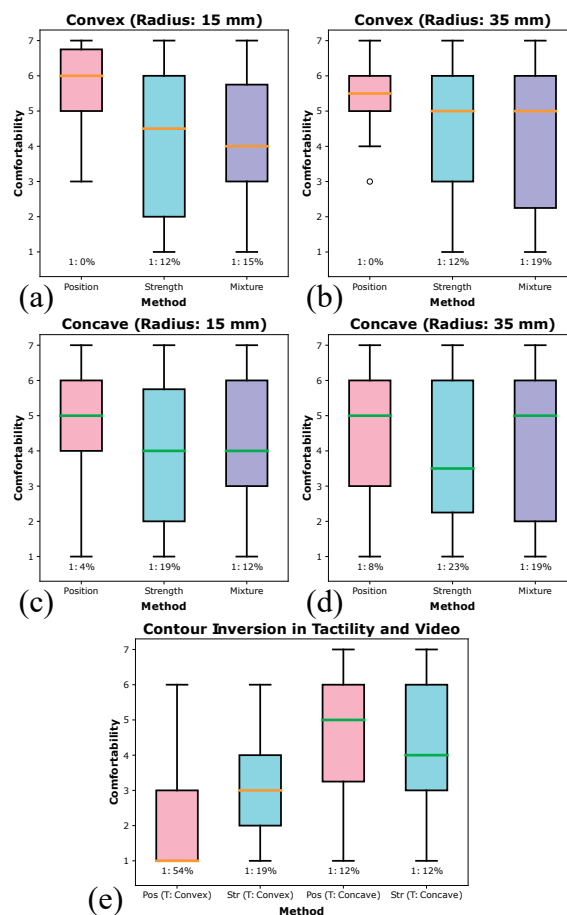 Convex (Radius: 15 mm)
7
6
5
4
3
2
1
Comfortability
1: 0%
1: 12%
1: 15%
Position
Strength
Mixture
Method
(a)
Convex (Radius: 35 mm)
7
6
5
4
3
2
1
Comfortability
1: 0%
1: 12%
1: 19%
Position
Strength
Mixture
Method
(b)
Concave (Radius: 15 mm)
7
6
5
4
3
2
1
Comfortability
1: 4%
1: 19%
1: 12%
Position
Strength
Mixture
Method
(c)
Concave (Radius: 35 mm)
7
6
5
4
3
2
1
Comfortability
1: 8%
1: 23%
1: 19%
Position
Strength
Mixture
Method
(d)
Contour Inversion in Tactility and Video
7
6
5
4
3
2
1
Comfortability
1: 54%
1: 19%
1: 12%
1: 12%
Pos (T: Convex)
Str (T: Convex)
Pos (T: Concave)
Str (T: Concave)
Method
(e)